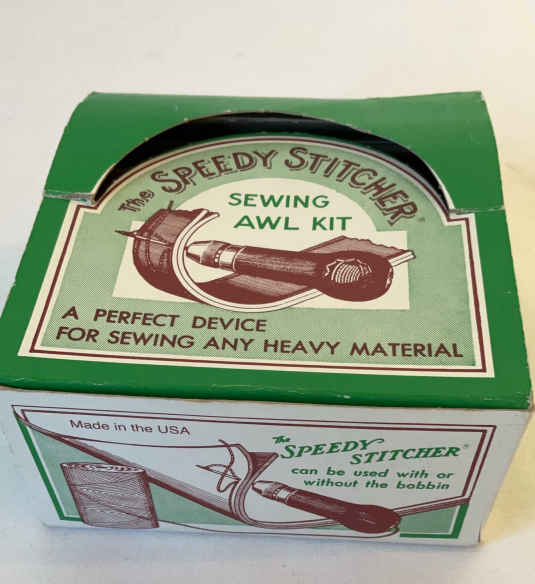 The SPEEDY STITCHER®
SEWING
AWL KIT
A PERFECT DEVICE
FOR SEWING ANY HEAVY MATERIAL
Made in the USA
The SPEEDY STITCHER®
can be used with or
without the bobbin